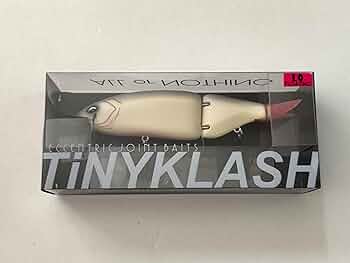 ALL or NOTHING
ECCENTRIC JOINT BAITS
TiNYKLASH